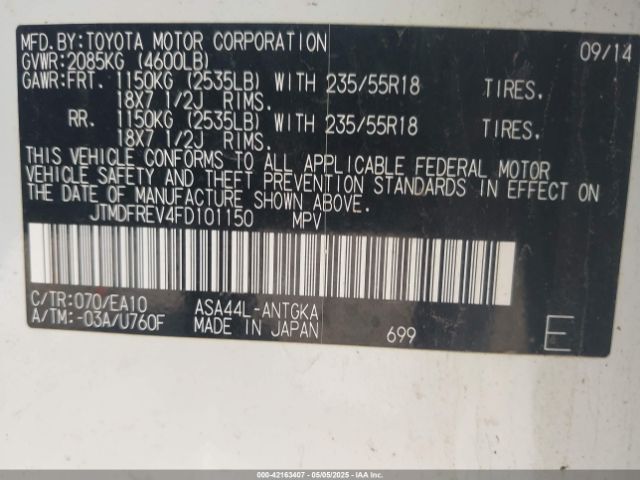 MFD.BY:TOYOTA MOTOR CORPORATION 09/14
GVWR:2085KG (4600LB)
GAWR:FRT. 1150KG (2535LB) WITH 235/55R18 TIRES.
18X7 1/2J RIMS.
RR. 1150KG (2535LB) WITH 235/55R18 TIRES.
18X7 1/2J RIMS.
THIS VEHICLE CONFORMS TO ALL APPLICABLE FEDERAL MOTOR
VEHICLE SAFETY AND THEFT PREVENTION STANDARDS IN EFFECT ON
THE DATE OF MANUFACTURE SHOWN ABOVE.
JTMDFREV4FD101150 MPV
C/TR:070/EA10 ASA44L-ANTGKA
A/TM:-03A/U760F MADE IN JAPAN 699 E
000-42163407 - 05/05/2025 - IAAI.COM